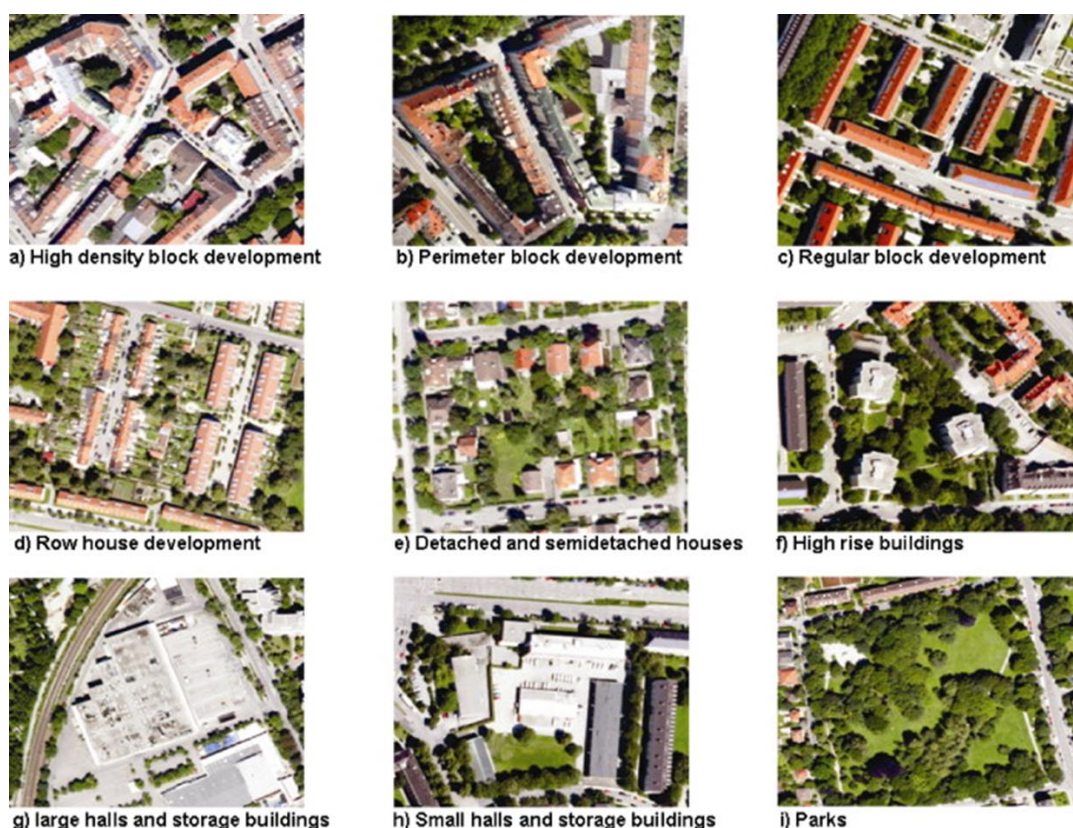 a) High density block development
b) Perimeter block development
c) Regular block development
d) Row house development
e) Detached and semidetached houses
f) High rise buildings
g) large halls and storage buildings
h) Small halls and storage buildings
i) Parks